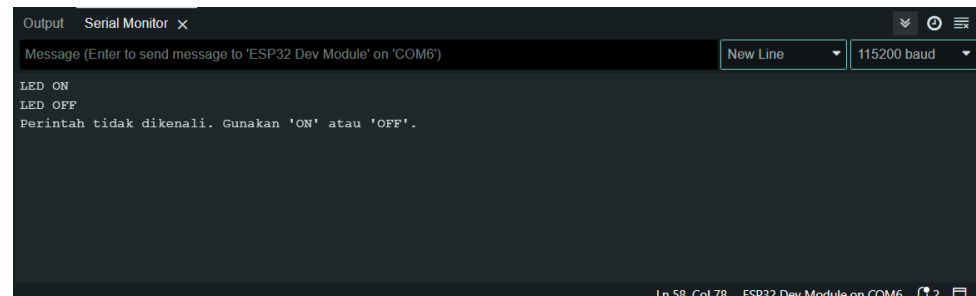 Output Serial Monitor ×
Message (Enter to send message to 'ESP32 Dev Module' on 'COM6') New Line 115200 baud
LED ON
LED OFF
Perintah tidak dikenali. Gunakan 'ON' atau 'OFF'.
Ln 58, Col 78 ESP32 Dev Module on COM6 2